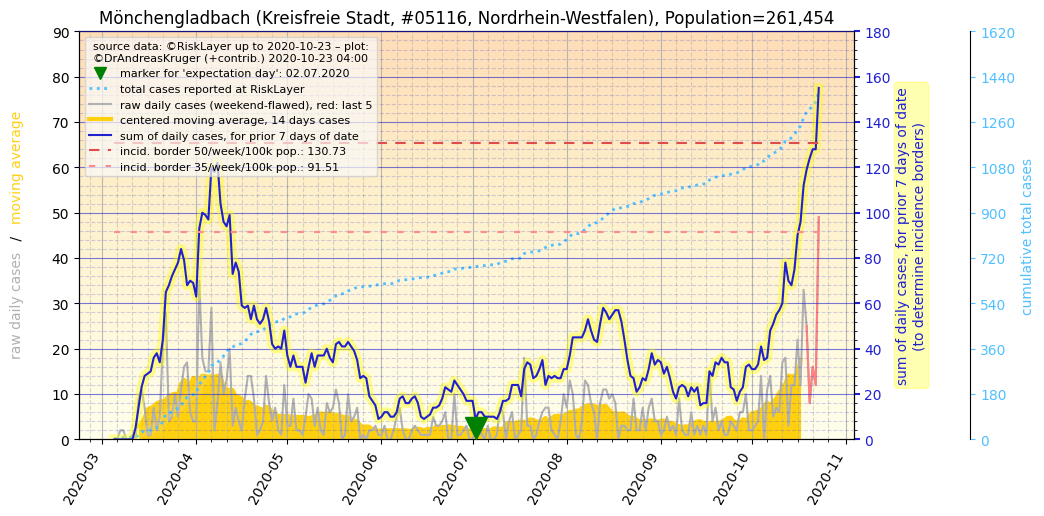 Mönchengladbach (Kreisfreie Stadt, #05116, Nordrhein-Westfalen), Population=261,454
source data: ©RiskLayer up to 2020-10-23 – plot:
©DrAndreasKruger (+contrib.) 2020-10-23 04:00
marker for 'expectation day': 02.07.2020
total cases reported at RiskLayer
raw daily cases (weekend-flawed), red: last 5
centered moving average, 14 days cases
sum of daily cases, for prior 7 days of date
incid. border 50/week/100k pop.: 130.73
incid. border 35/week/100k pop.: 91.51
raw daily cases / moving average
90
80
70
60
50
40
30
20
10
0
2020-03
2020-04
2020-05
2020-06
2020-07
2020-08
2020-09
2020-10
2020-11
180
160
140
120
100
80
60
40
20
0
sum of daily cases, for prior 7 days of date
(to determine incidence borders)
1620
1440
1260
1080
900
720
540
360
180
0
cumulative total cases